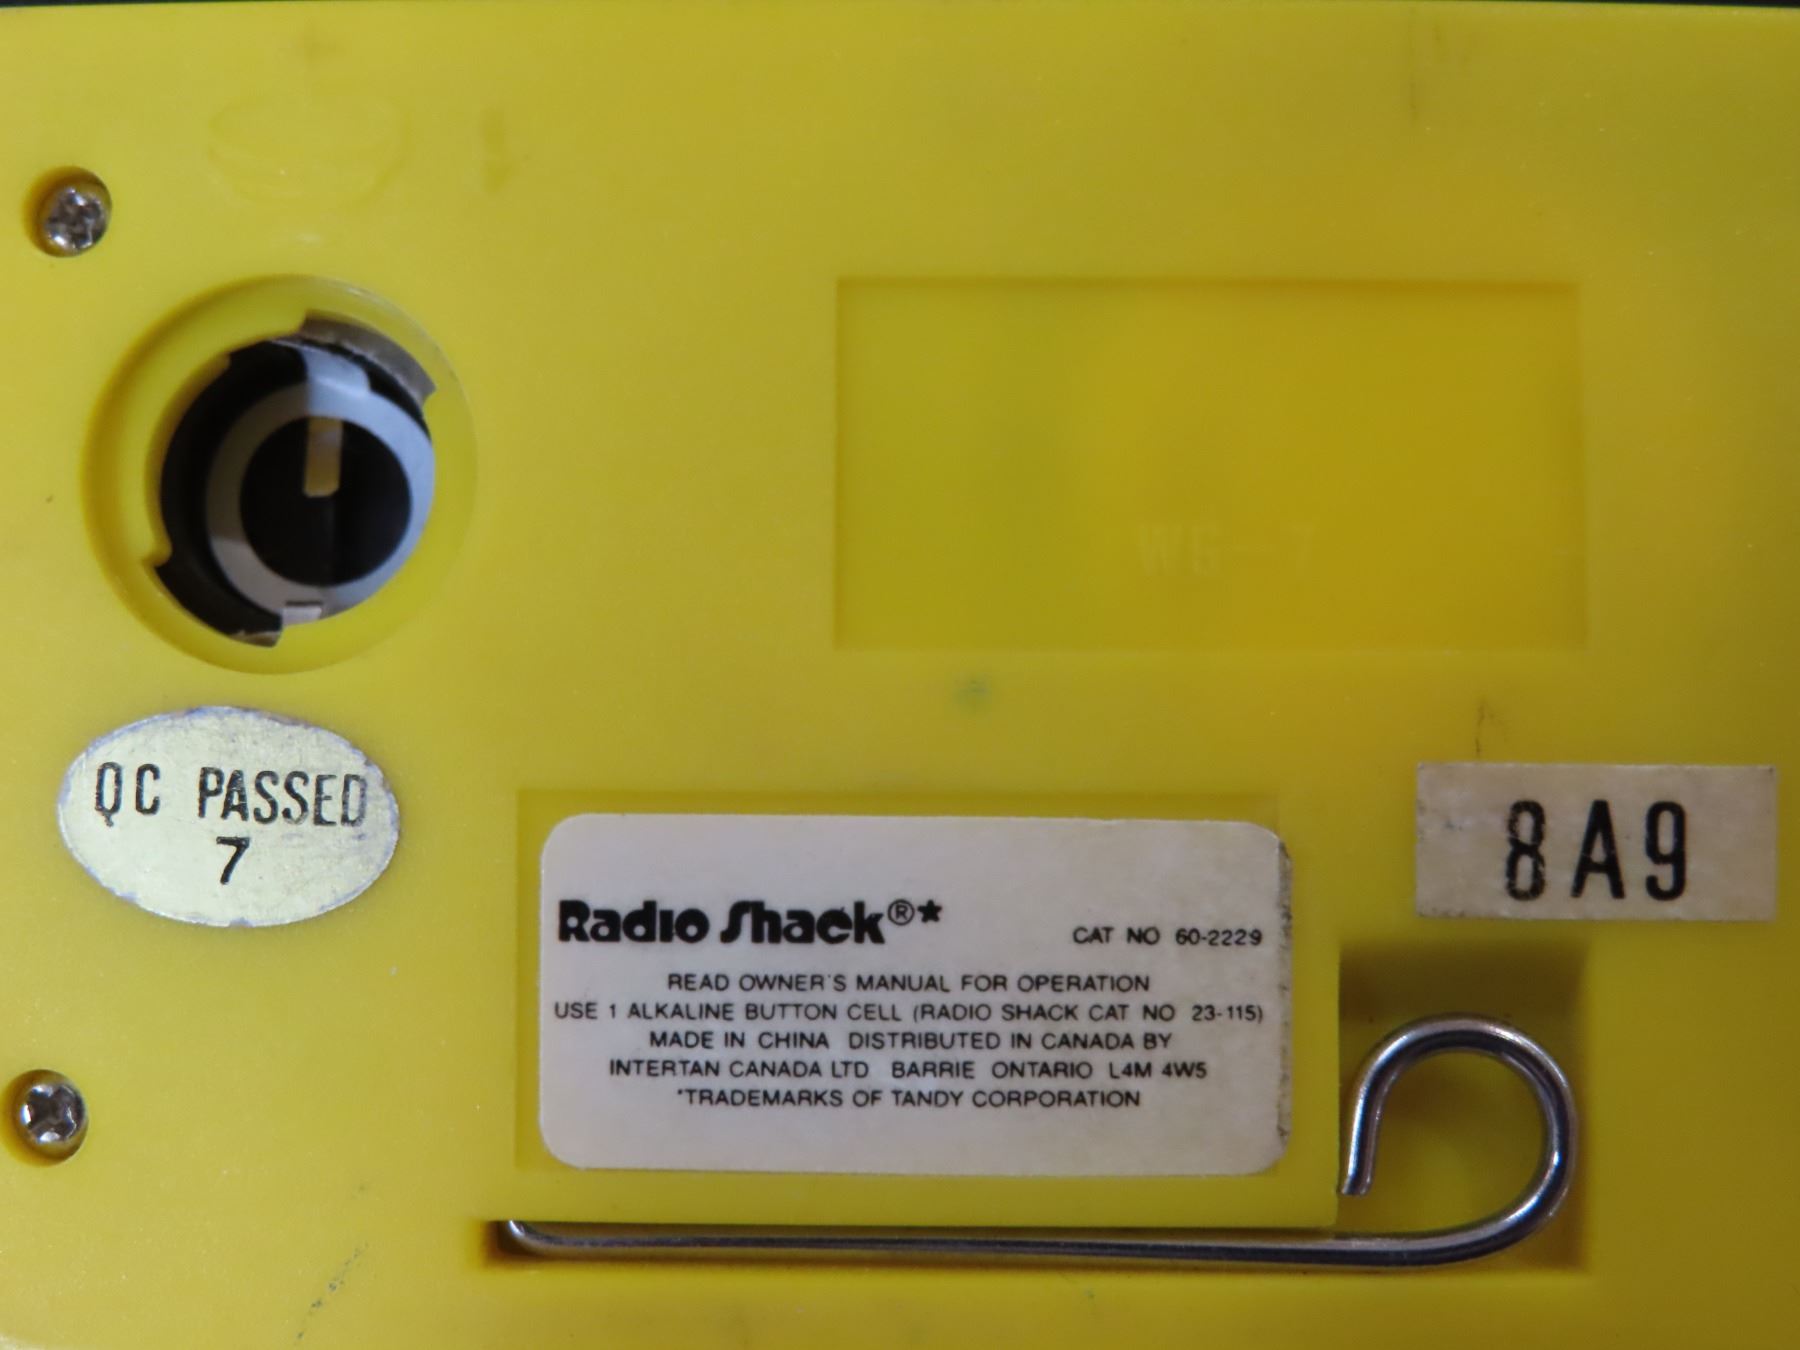 WG-7
QC PASSED
7
8A9
Radio Shack®*
CAT NO 60-2229
READ OWNER'S MANUAL FOR OPERATION
USE 1 ALKALINE BUTTON CELL (RADIO SHACK CAT NO 23-115)
MADE IN CHINA DISTRIBUTED IN CANADA BY
INTERTAN CANADA LTD BARRIE ONTARIO L4M 4W5
*TRADEMARKS OF TANDY CORPORATION